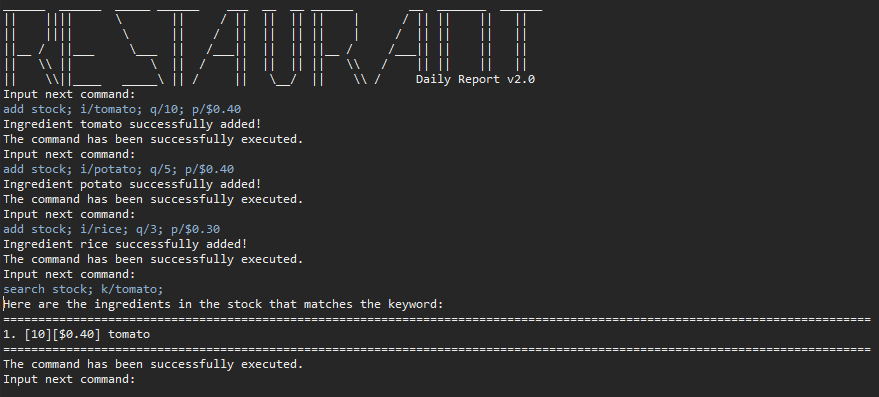 RESTAURANT
Daily Report v2.0
Input next command:
add stock; i/tomato; q/10; p/$0.40
Ingredient tomato successfully added!
The command has been successfully executed.
Input next command:
add stock; i/potato; q/5; p/$0.40
Ingredient potato successfully added!
The command has been successfully executed.
Input next command:
add stock; i/rice; q/3; p/$0.30
Ingredient rice successfully added!
The command has been successfully executed.
Input next command:
search stock; k/tomato;
Here are the ingredients in the stock that matches the keyword:
1. [10][$0.40] tomato
The command has been successfully executed.
Input next command: